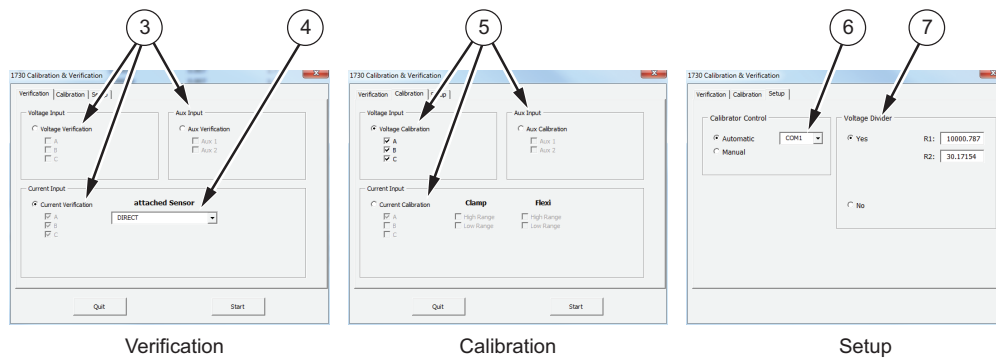 3
4
5
6
7
1730 Calibration & Verification
Verification Calibration
Voltage Input
Voltage Verification
A
B
C
Aux Input
Aux Verification
Aux 1
Aux 2
Current Input
Current Verification
A
B
C
attached Sensor
DIRECT
Quit
Start
Verification
1730 Calibration & Verification
Verification Calibration
Voltage Input
Voltage Calibration
A
B
C
Aux Input
Aux Calibration
Aux 1
Aux 2
Current Input
Current Calibration
A
B
C
Clamp
High Range
Low Range
Flexi
High Range
Low Range
Quit
Start
Calibration
1730 Calibration & Verification
Verification Calibration Setup
Calibrator Control
Automatic
COM1
Manual
Voltage Divider
Yes
R1: 10000.787
R2: 30.17154
No
Setup